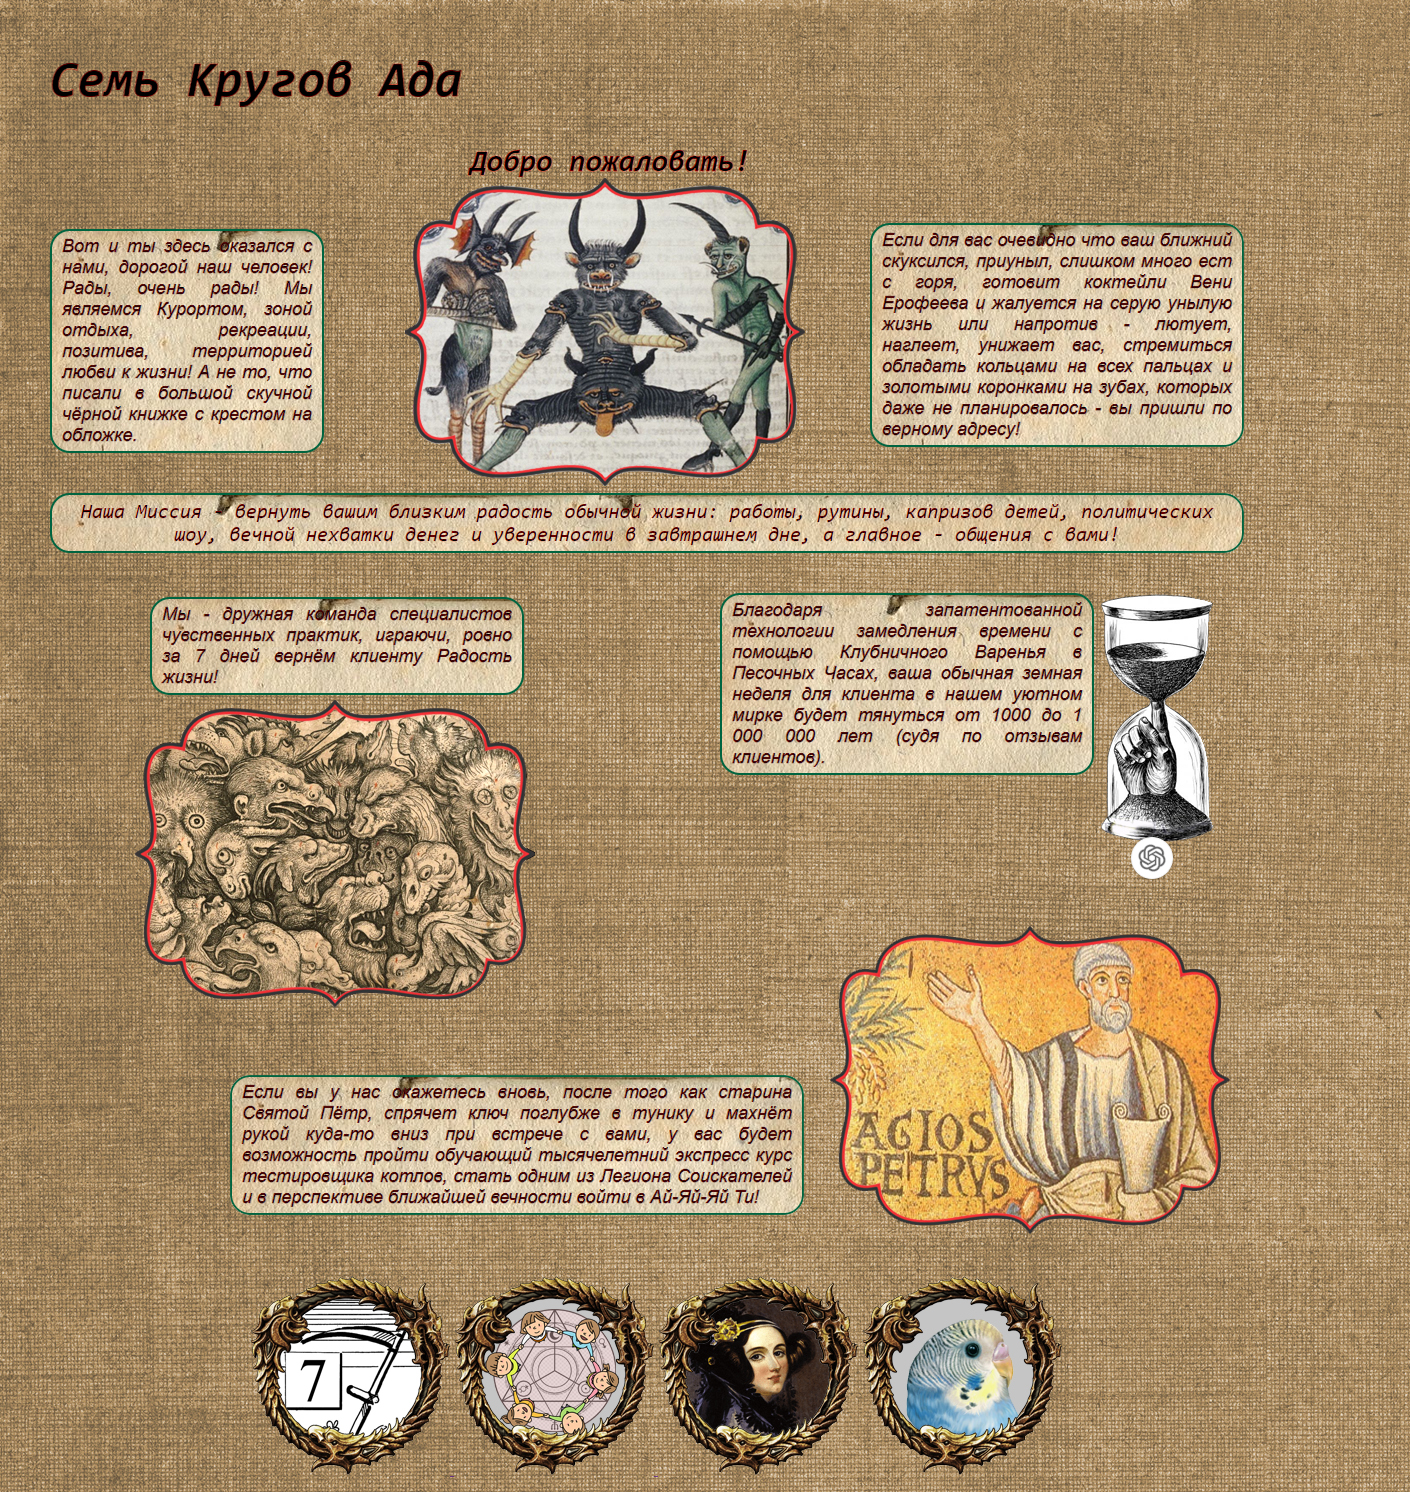 Семь Кругов Ада
Добро пожаловать!
Вот и ты здесь оказался с
нами, дорогой наш человек!
Рады, очень рады! Мы
являемся Курортом, зоной
отдыха, рекреации,
позитива, территорией
любви к жизни! А не то, что
писали в большой скучной
чёрной книжке с крестом на
обложке.
Если для вас очевидно что ваш ближний
скуксился, приуныл, слишком много ест
с горя, готовит коктейли Вени
Ерофеева и жалуется на серую унылую
жизнь или напротив - лютует,
наглеет, унижает вас, стремиться
обладать кольцами на всех пальцах и
золотыми коронками на зубах, которых
даже не планировалось - вы пришли по
верному адресу!
Наша Миссия - вернуть вашим близким радость обычной жизни: работы, рутины, капризов детей, политических
шоу, вечной нехватки денег и уверенности в завтрашнем дне, а главное - общения с вами!
Мы - дружная команда специалистов
чувственных практик, играючи, ровно
за 7 дней вернём клиенту Радость
жизни!
Благодаря запатентованной
технологии замедления времени с
помощью Клубничного Варенья в
Песочных Часах, ваша обычная земная
неделя для клиента в нашем уютном
мирке будет тянуться от 1000 до 1
000 000 лет (судя по отзывам
клиентов).
AGIOS
PETRVS
Если вы у нас окажетесь вновь, после того как старина
Святой Пётр, спрячет ключ поглубже в тунику и махнёт
рукой куда-то вниз при встрече с вами, у вас будет
возможность пройти обучающий тысячелетний экспресс курс
тестировщика котлов, стать одним из Легиона Соискателей
и в перспективе ближайшей вечности войти в Ай-Яй-Яй Ти!
7